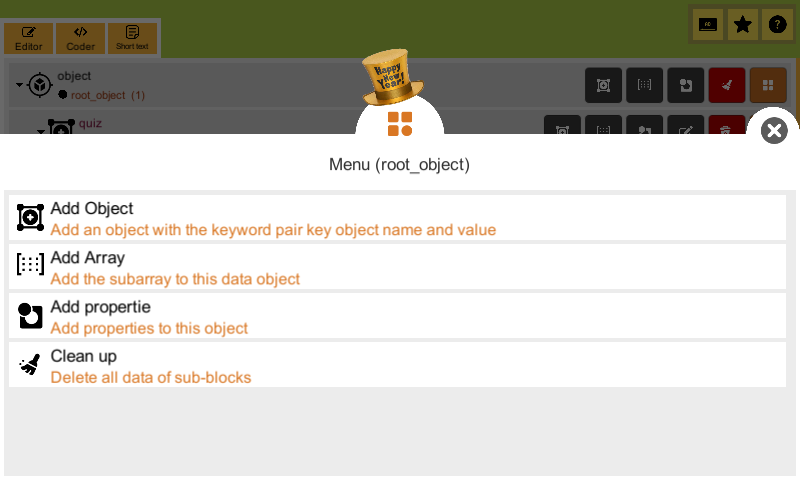 Editor
Coder
Short text
AD
?
object
root_object (1)
quiz
Happy
New
Year!
Menu (root_object)
Add Object
Add an object with the keyword pair key object name and value
Add Array
Add the subarray to this data object
Add propertie
Add properties to this object
Clean up
Delete all data of sub-blocks